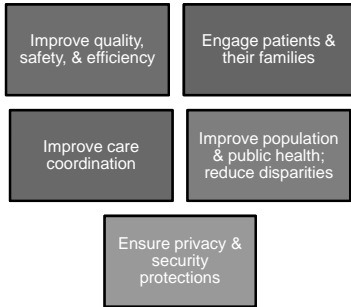 Improve quality,
safety, & efficiency
Engage patients &
their families
Improve care
coordination
Improve population
& public health;
reduce disparities
Ensure privacy &
security
protections